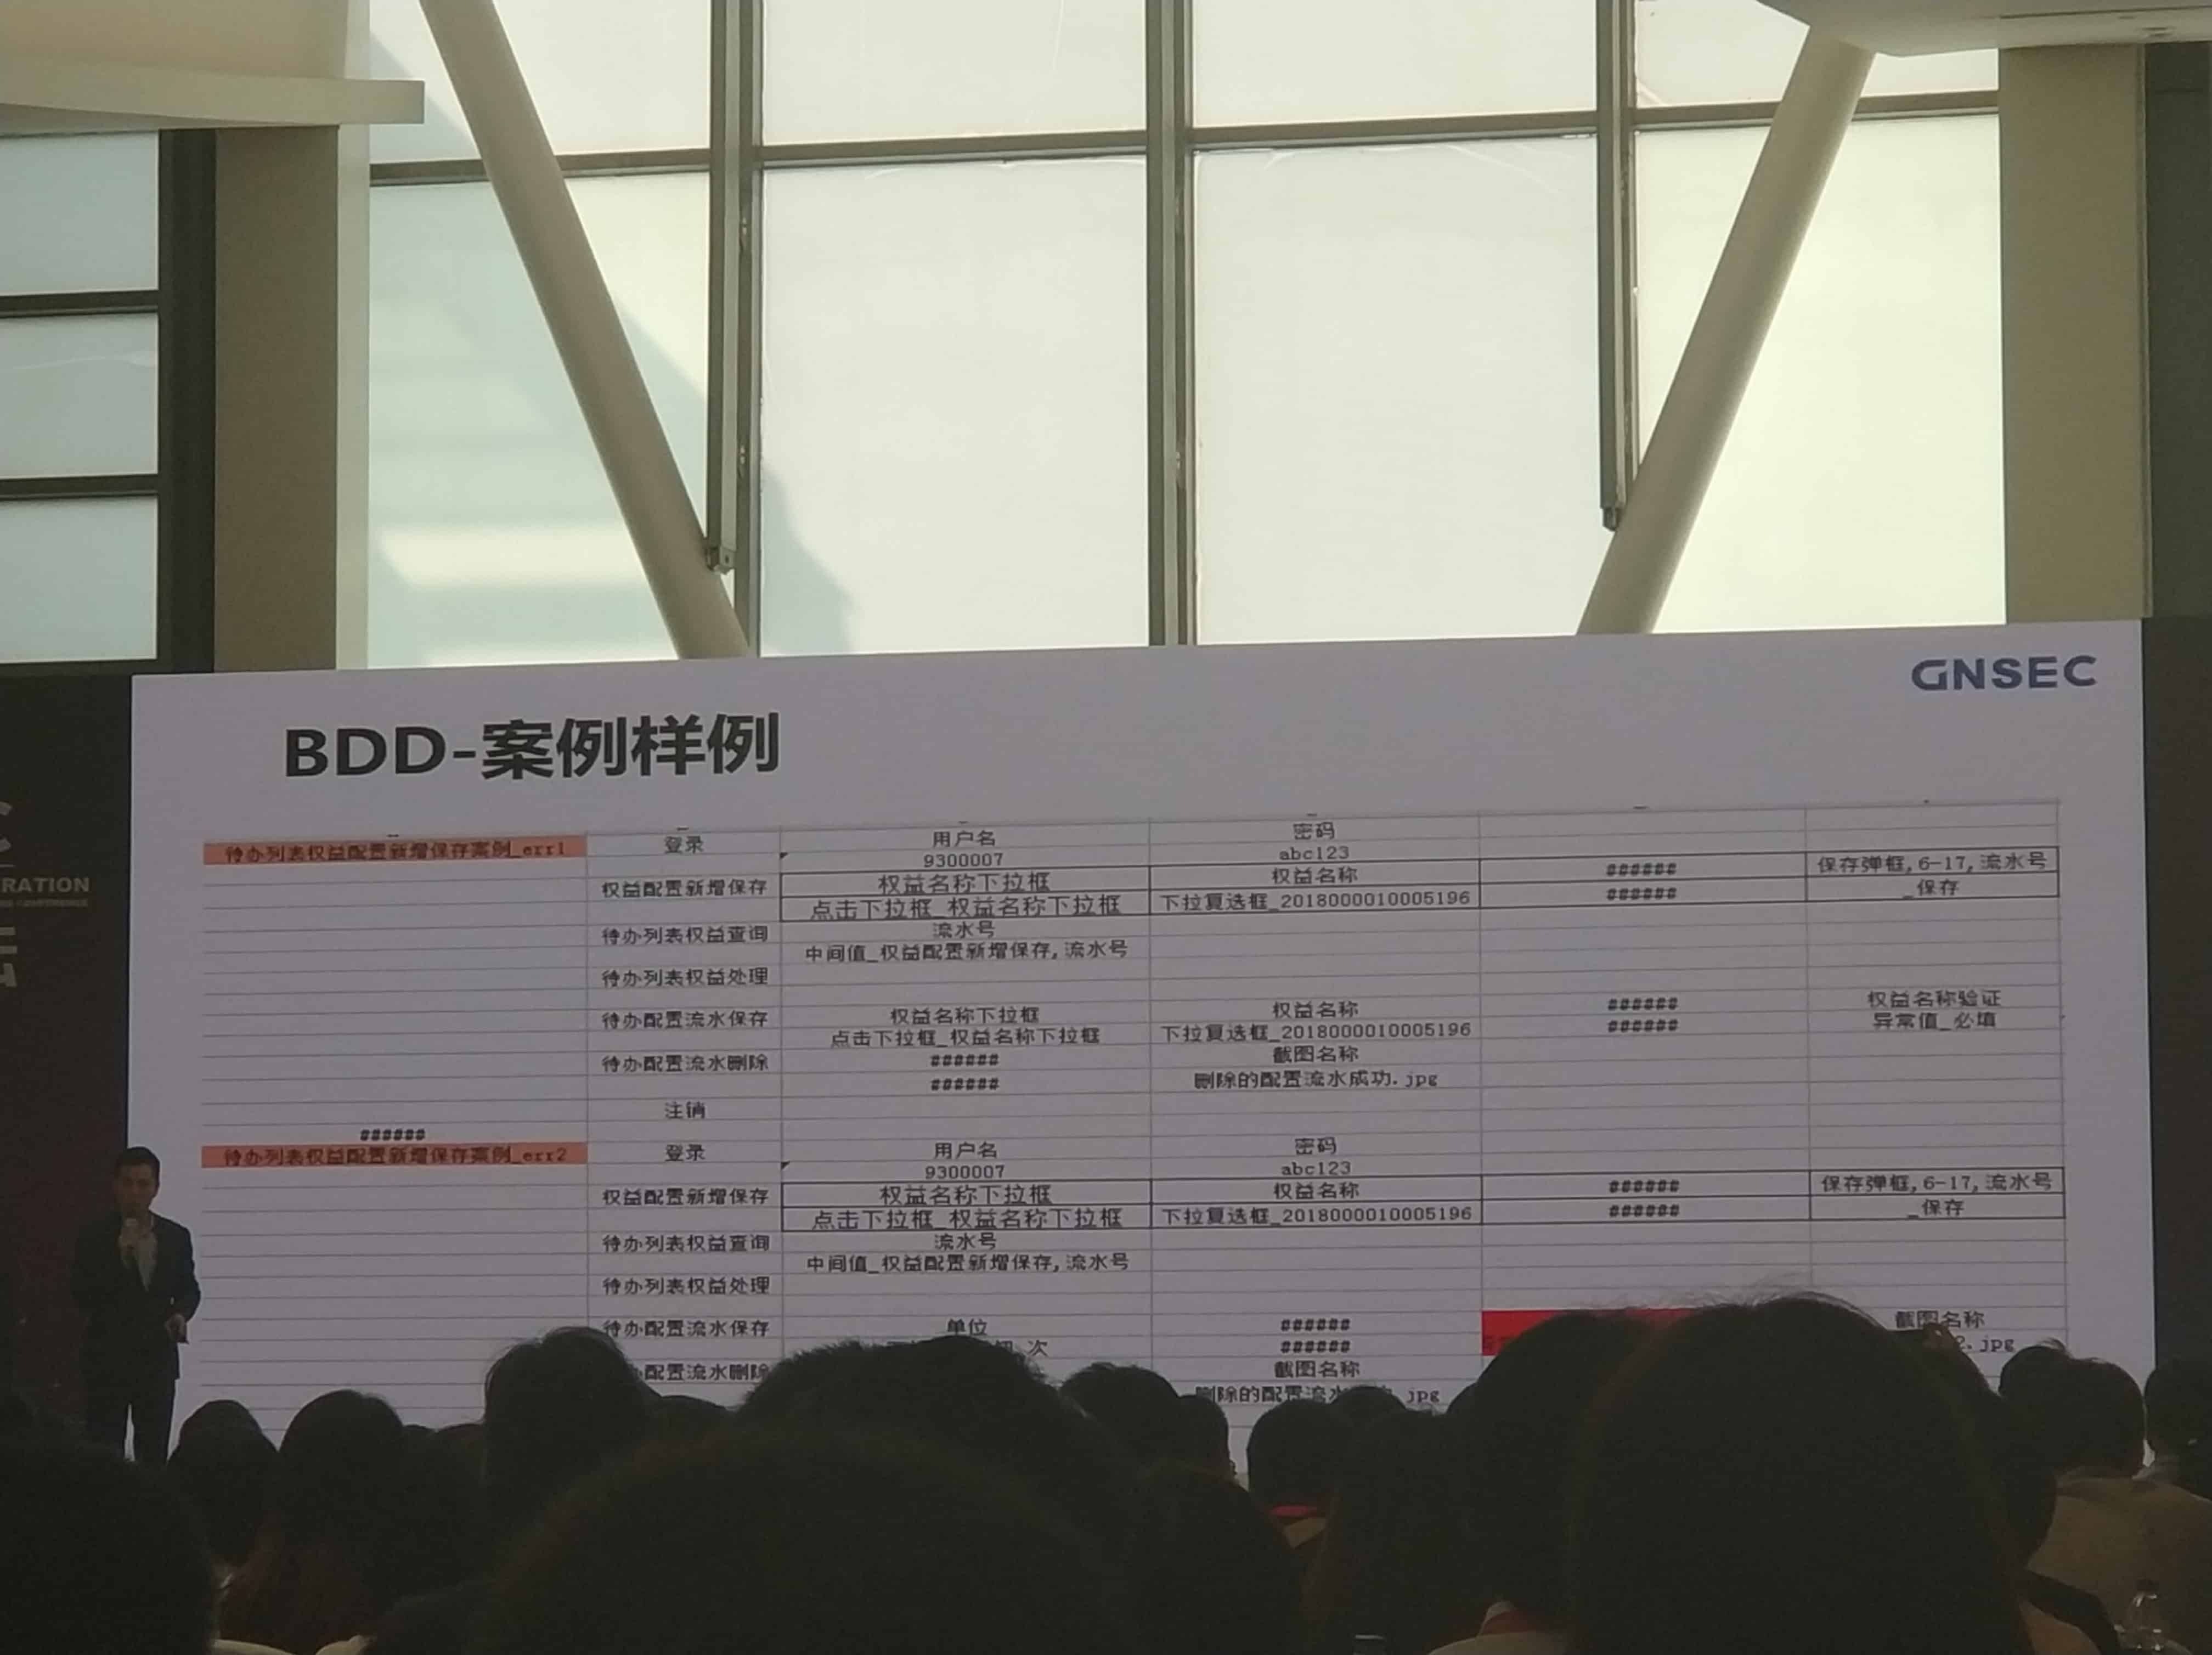 GNSEC
BDD-案例样例
RATION
待办列表权益配置新增保存案例_err1 登录 用户名 密码
9300007 abc123
权益配置新增保存 权益名称下拉框 权益名称 ###### 保存弹框,6-17,流水号
点击下拉框_权益名称下拉框 下拉复选框_2018000010005196 ###### _保存
待办列表权益查询 流水号
中间值_权益配置新增保存,流水号
待办列表权益处理
待办配置流水保存 权益名称下拉框 权益名称 ###### 权益名称验证
点击下拉框_权益名称下拉框 下拉复选框_2018000010005196 ###### 异常值_必填
待办配置流水删除 ###### 截图名称
###### 删除的配置流水成功.jpg
注销
######
待办列表权益配置新增保存案例_err2 登录 用户名 密码
9300007 abc123
权益配置新增保存 权益名称下拉框 权益名称 ###### 保存弹框,6-17,流水号
点击下拉框_权益名称下拉框 下拉复选框_2018000010005196 ###### _保存
待办列表权益查询 流水号
中间值_权益配置新增保存,流水号
待办列表权益处理
待办配置流水保存 单位 ###### 截图名称
次 ###### 2.jpg
办配置流水删除 截图名称
删除的配置流水 .jpg